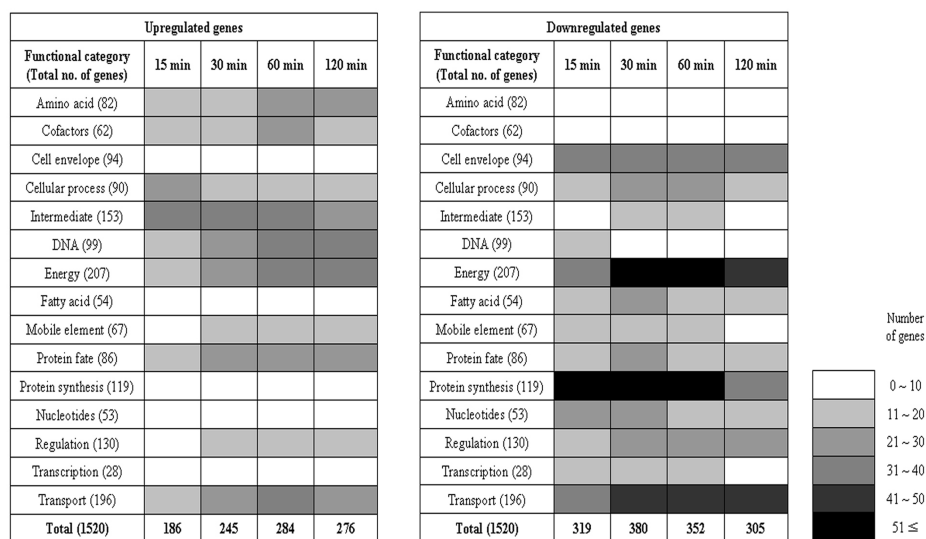 Upregulated genes
Functional category (Total no. of genes) 15 min 30 min 60 min 120 min
Amino acid (82)
Cofactors (62)
Cell envelope (94)
Cellular process (90)
Intermediate (153)
DNA (99)
Energy (207)
Fatty acid (54)
Mobile element (67)
Protein fate (86)
Protein synthesis (119)
Nucleotides (53)
Regulation (130)
Transcription (28)
Transport (196)
Total (1520) 186 245 284 276
Downregulated genes
Functional category (Total no. of genes) 15 min 30 min 60 min 120 min
Amino acid (82)
Cofactors (62)
Cell envelope (94)
Cellular process (90)
Intermediate (153)
DNA (99)
Energy (207)
Fatty acid (54)
Mobile element (67)
Protein fate (86)
Protein synthesis (119)
Nucleotides (53)
Regulation (130)
Transcription (28)
Transport (196)
Total (1520) 319 380 352 305
Number
of genes
0 ~ 10
11 ~ 20
21 ~ 30
31 ~ 40
41 ~ 50
51 ≤